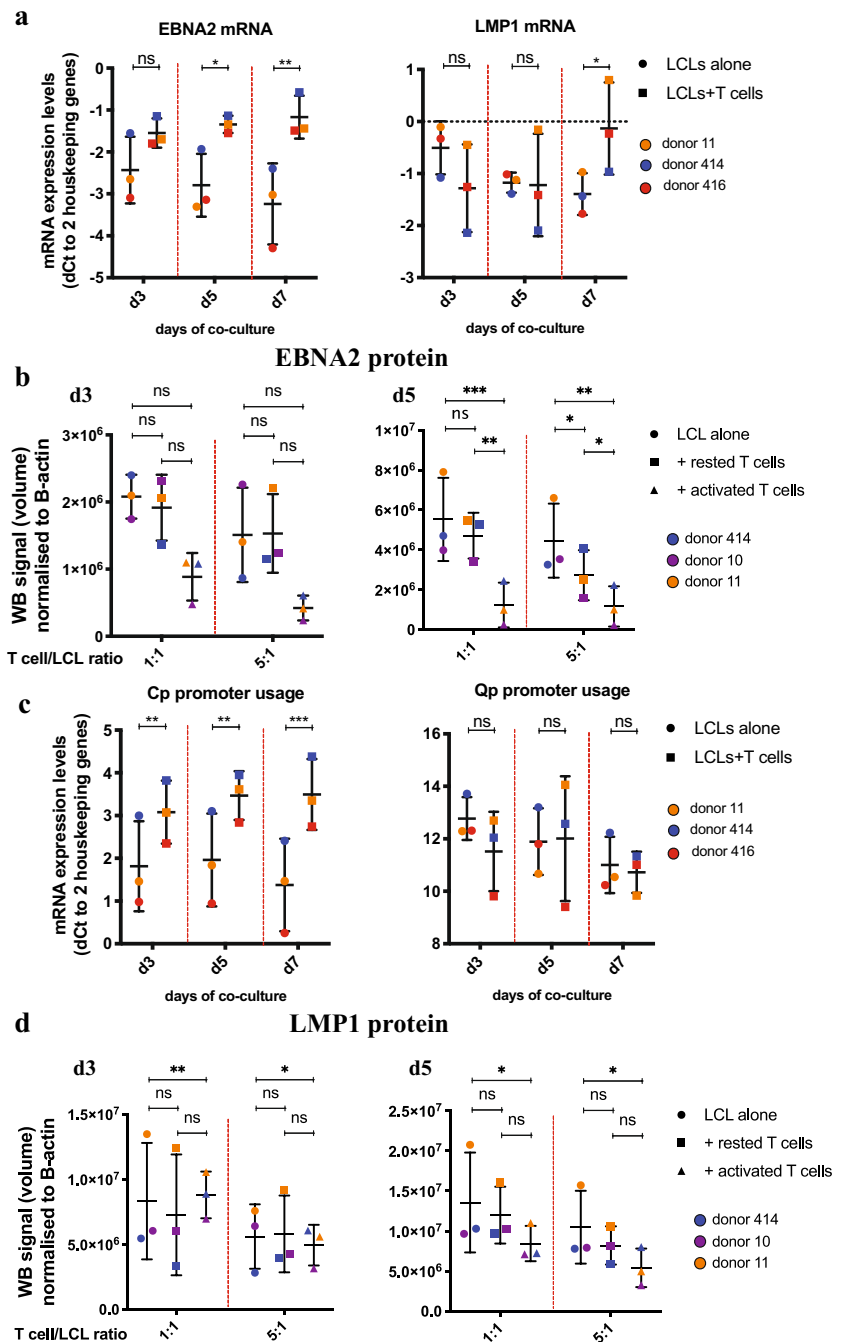 a
EBNA2 mRNA
LMP1 mRNA
ns
*
**
ns
ns
*
LCLs alone
LCLs+T cells
donor 11
donor 414
donor 416
mRNA expression levels
(dCt to 2 houskeeping genes)
0
-1
-2
-3
-4
-5
1
0
-1
-2
-3
d3
d5
d7
d3
d5
d7
days of co-culture
days of co-culture
EBNA2 protein
b
d3
ns
ns
ns
ns
ns
ns
d5
***
ns
**
**
*
*
LCL alone
+ rested T cells
+ activated T cells
donor 414
donor 10
donor 11
WB signal (volume)
normalised to B-actin
3×10⁶
2×10⁶
1×10⁶
0
1×10⁷
8×10⁶
6×10⁶
4×10⁶
2×10⁶
0
T cell/LCL ratio
1:1
5:1
1:1
5:1
c
Cp promoter usage
Qp promoter usage
**
**
***
ns
ns
ns
LCLs alone
LCLs+T cells
donor 11
donor 414
donor 416
mRNA expression levels
(dCt to 2 houskeeping genes)
5
4
3
2
1
0
16
14
12
10
8
d3
d5
d7
d3
d5
d7
days of co-culture
days of co-culture
d
LMP1 protein
d3
**
ns
ns
*
ns
ns
d5
*
ns
ns
*
ns
ns
LCL alone
+ rested T cells
+ activated T cells
donor 414
donor 10
donor 11
WB signal (volume)
normalised to B-actin
1.5×10⁷
1.0×10⁷
5.0×10⁶
0.0
2.5×10⁷
2.0×10⁷
1.5×10⁷
1.0×10⁷
5.0×10⁶
0.0
T cell/LCL ratio
1:1
5:1
1:1
5:1